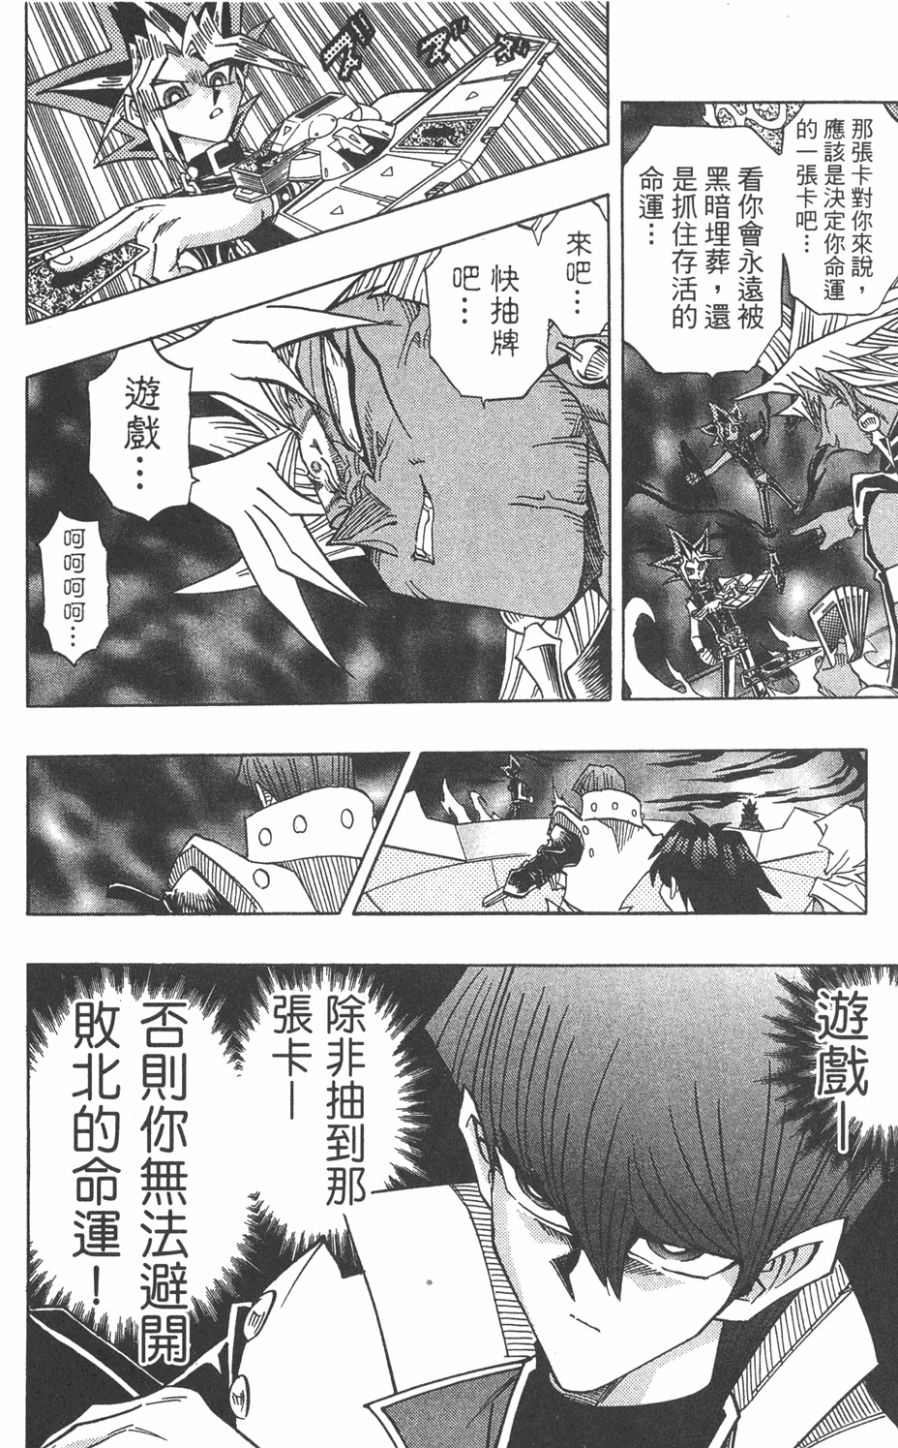 那張卡對你來說，
應該是決定你命運
的一張卡吧…
看你會永遠被
黑暗埋葬，還
是抓住存活的
命運…
ズ
ズ
ズ
來吧…
快抽牌
吧…
遊戲…
呵呵呵呵…
遊戲－
除非抽到那
張卡－
否則你無法避開
敗北的命運！